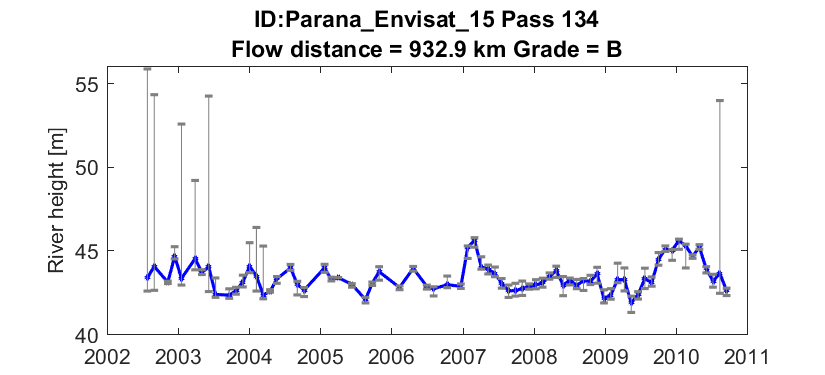 ID:Parana_Envisat_15 Pass 134
Flow distance = 932.9 km Grade = B
River height [m]
55
50
45
40
2002 2003 2004 2005 2006 2007 2008 2009 2010 2011